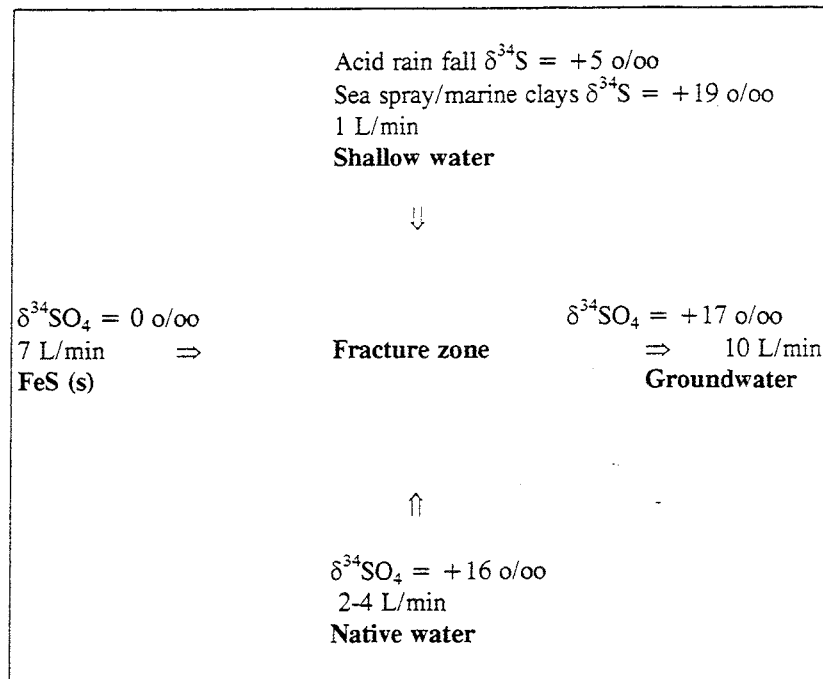 Acid rain fall δ³⁴S = +5 o/oo
Sea spray/marine clays δ³⁴S = +19 o/oo
1 L/min
Shallow water
⇓
δ³⁴SO₄ = 0 o/oo
7 L/min ⇒
FeS (s)
Fracture zone
δ³⁴SO₄ = +17 o/oo
⇒ 10 L/min
Groundwater
⇑
δ³⁴SO₄ = +16 o/oo
2-4 L/min
Native water